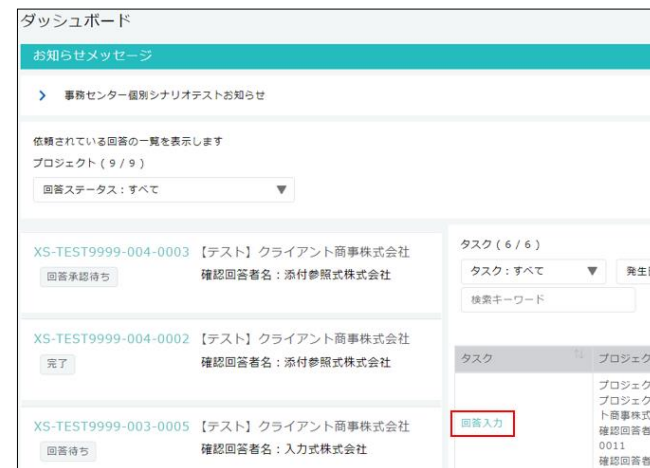 ダッシュボード
お知らせメッセージ
事務センター個別シナリオテストお知らせ
依頼されている回答の一覧を表示します
プロジェクト ( 9 / 9 )
回答ステータス : すべて
XS-TEST9999-004-0003 【テスト】クライアント商事株式会社
回答承認待ち 確認回答者名 : 添付参照式株式会社
XS-TEST9999-004-0002 【テスト】クライアント商事株式会社
完了 確認回答者名 : 添付参照式株式会社
XS-TEST9999-003-0005 【テスト】クライアント商事株式会社
回答待ち 確認回答者名 : 入力式株式会社
タスク ( 6 / 6 )
タスク : すべて 発生
検索キーワード
タスク プロジェク
回答入力
プロジェク
プロジェク
ト商事株式
確認回答者
0011
確認回答者